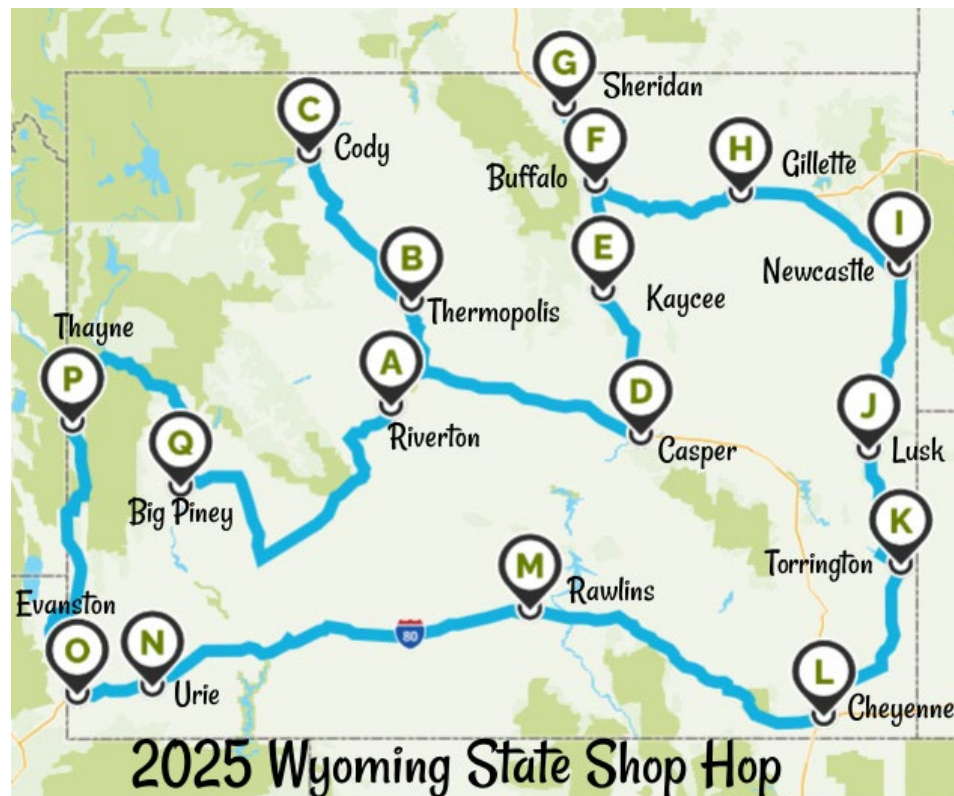 G
Sheridan
C
Cody
F
Buffalo
H
Gillette
I
Newcastle
B
Thermopolis
E
Kaycee
Thayne
P
A
Riverton
D
Casper
J
Lusk
Q
Big Piney
K
Torrington
M
Rawlins
Evanston
O
N
Urie
80
L
Cheyenne
2025 Wyoming State Shop Hop